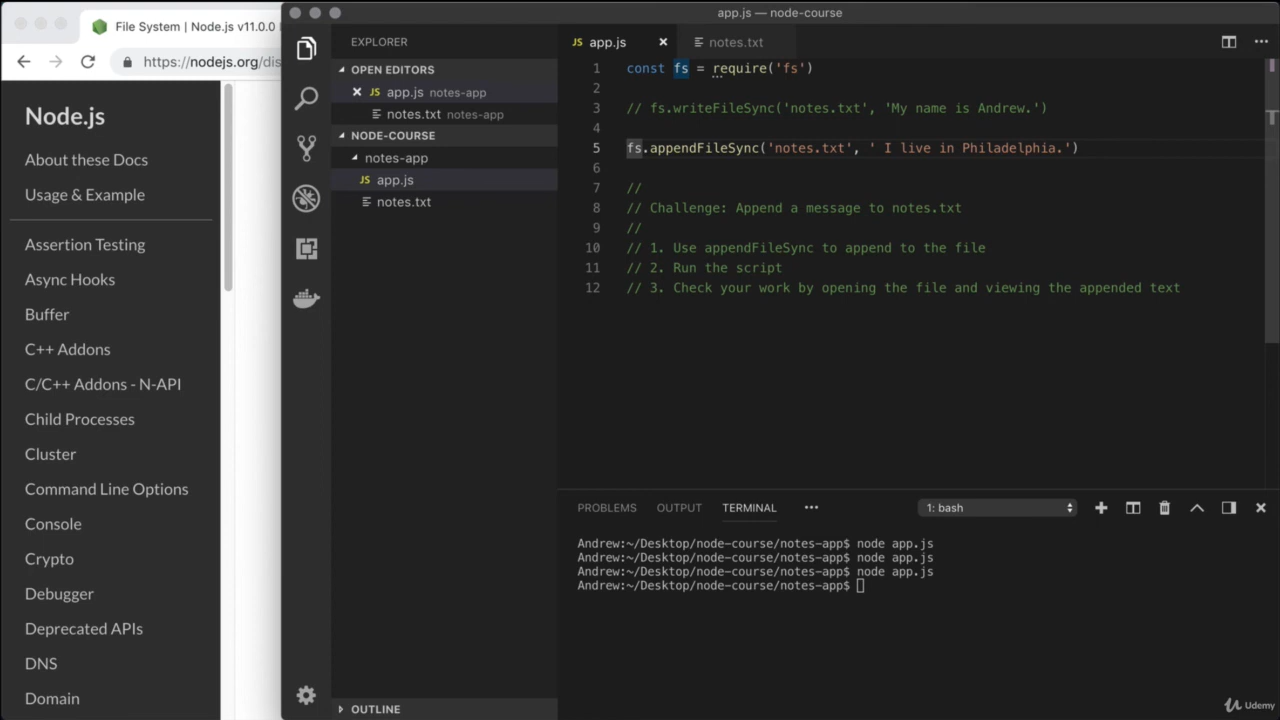 File System | Node.js v11.0.0
https://nodejs.org/dis
Node.js
About these Docs
Usage & Example
Assertion Testing
Async Hooks
Buffer
C++ Addons
C/C++ Addons - N-API
Child Processes
Cluster
Command Line Options
Console
Crypto
Debugger
Deprecated APIs
DNS
Domain
app.js — node-course
EXPLORER
OPEN EDITORS
JS app.js notes-app
notes.txt notes-app
NODE-COURSE
notes-app
JS app.js
notes.txt
OUTLINE
JS app.js
notes.txt
1 const fs = require('fs')
2
3 // fs.writeFileSync('notes.txt', 'My name is Andrew.')
4
5 fs.appendFileSync('notes.txt', ' I live in Philadelphia.')
6
7 //
8 // Challenge: Append a message to notes.txt
9 //
10 // 1. Use appendFileSync to append to the file
11 // 2. Run the script
12 // 3. Check your work by opening the file and viewing the appended text
PROBLEMS OUTPUT TERMINAL ••• 1: bash
Andrew:~/Desktop/node-course/notes-app$ node app.js
Andrew:~/Desktop/node-course/notes-app$ node app.js
Andrew:~/Desktop/node-course/notes-app$ node app.js
Andrew:~/Desktop/node-course/notes-app$
Udemy